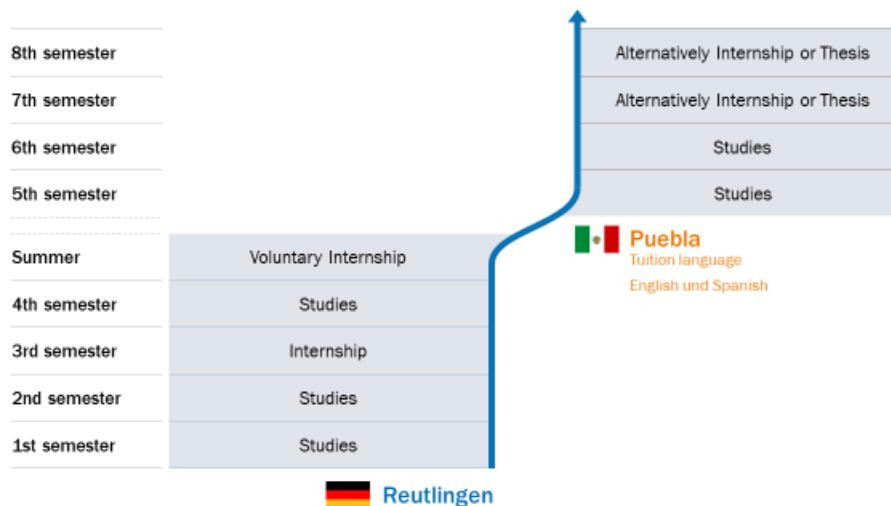 8th semester Alternatively Internship or Thesis
7th semester Alternatively Internship or Thesis
6th semester Studies
5th semester Studies
Puebla
Tuition language
English und Spanish
Summer Voluntary Internship
4th semester Studies
3rd semester Internship
2nd semester Studies
1st semester Studies
Reutlingen